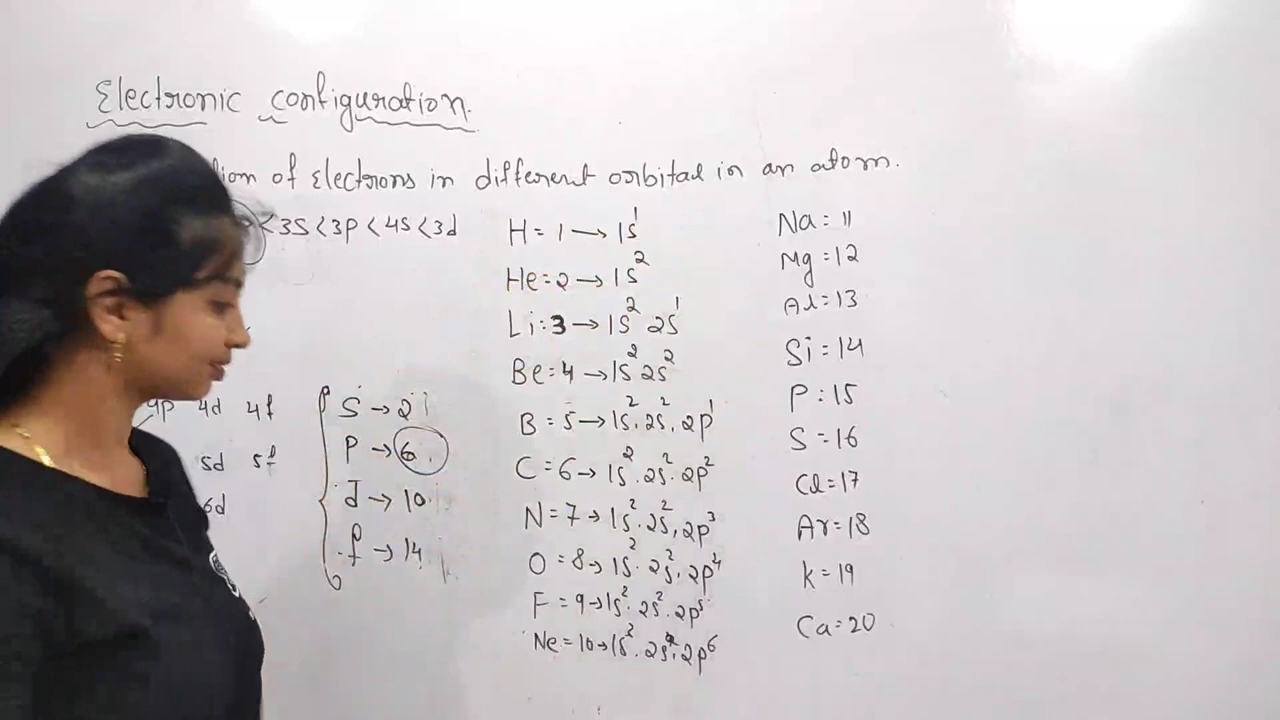 Electronic configuration.
tion of Electrons in different orbital in an atom.
< 3S < 3p < 4S < 3d
4p 4d 4f
5d 5f
6d
S → 2
P → 6
d → 10
f → 14
H = 1 → 1S¹
He = 2 → 1S²
Li : 3 → 1S² 2S¹
Be = 4 → 1S² 2S²
B = 5 → 1S². 2S². 2p¹
C = 6 → 1S². 2S². 2p²
N = 7 → 1S². 2S², 2p³
O = 8 → 1S². 2S². 2p⁴
F = 9 → 1S². 2S². 2p⁵
Ne = 10 → 1S². 2S². 2p⁶
Na : 11
Mg : 12
Al : 13
Si = 14
P : 15
S = 16
Cl = 17
Ar = 18
K = 19
Ca = 20